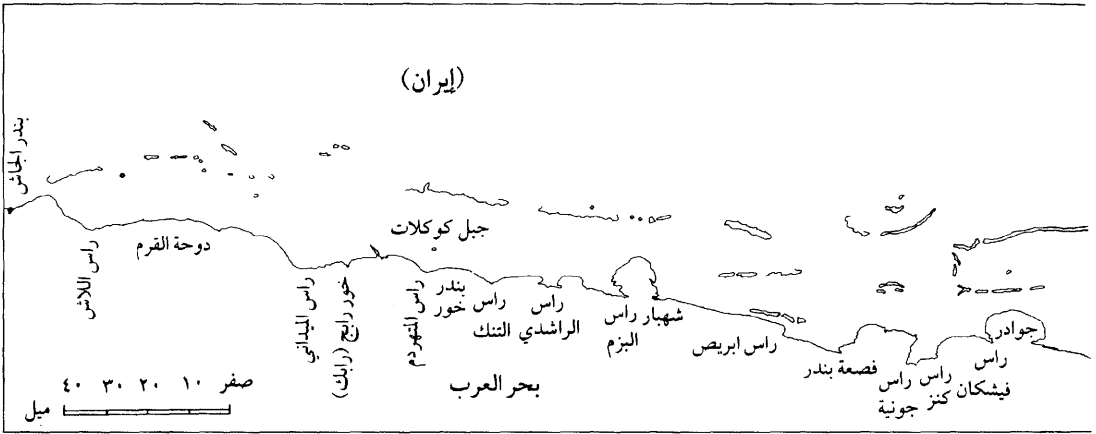 (إيران)
بندر الجاش
جبل كوكلات
دوحة القرم
راس اللاش
راس الميداني
خور رابج (رابك)
راس المتهردم
بندر
خور
راس
التنك
راس
الراشدي
شهبار
راس
البزم
راس ابريص
فصعة بندر
راس
جونية
راس
كنز
جوادر
راس
فيشكان
بحر العرب
ميل ٤٠ ٣٠ ٢٠ ١٠ صفر